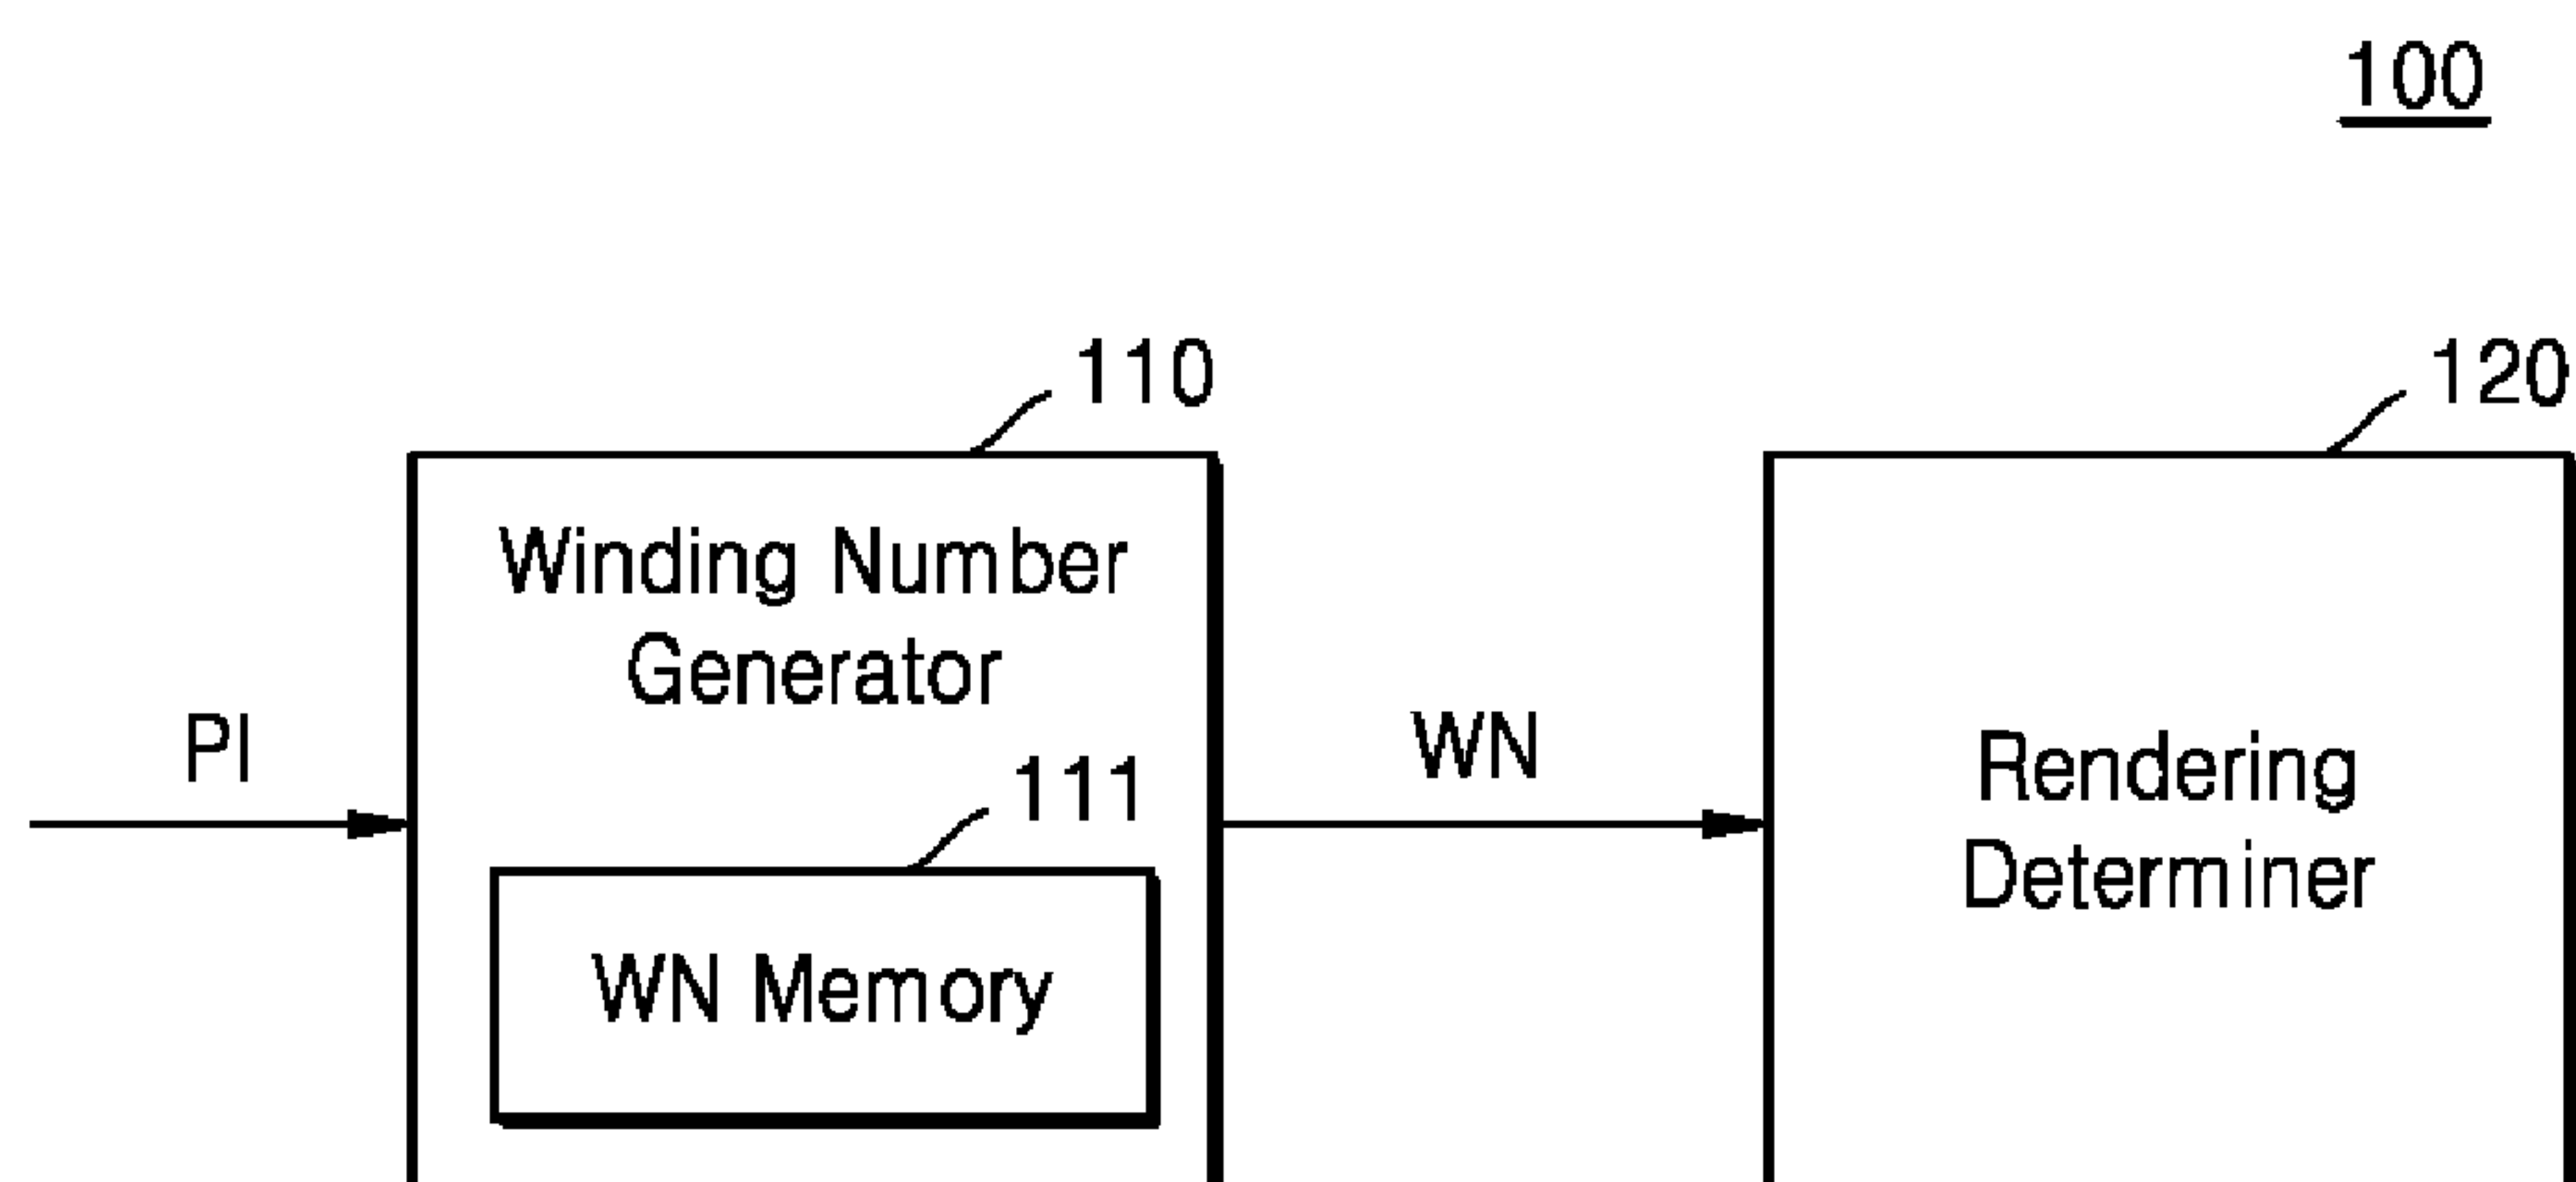 100
110
120
Winding Number
Generator
PI
111
WN
Rendering
Determiner
WN Memory